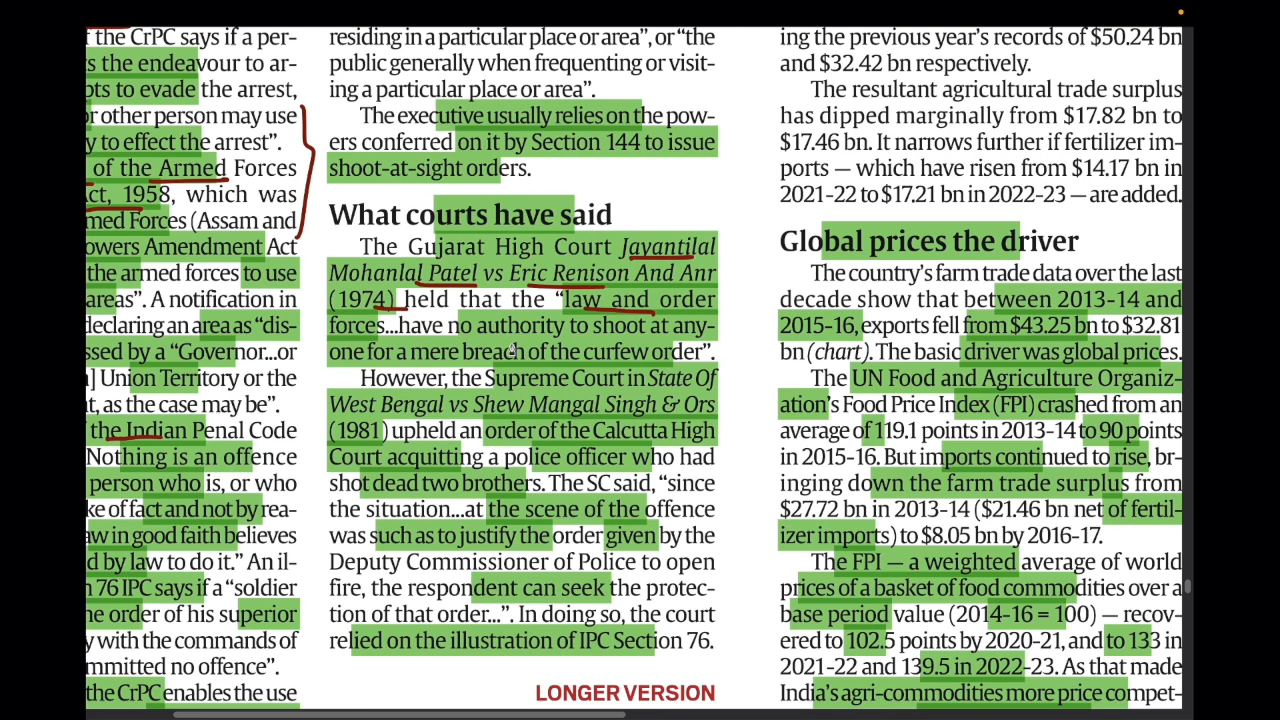 f the CrPC says if a per-
s the endeavour to ar-
pts to evade the arrest,
or other person may use
y to effect the arrest”.
of the Armed Forces
ct, 1958, which was
med Forces (Assam and
owers Amendment Act
the armed forces to use
areas”. A notification in
declaring an area as “dis-
ssed by a “Governor...or
] Union Territory or the
t, as the case may be”.
the Indian Penal Code
Nothing is an offence
person who is, or who
ke of fact and not by rea-
aw in good faith believes
d by law to do it.” An il-
76 IPC says if a “soldier
he order of his superior
y with the commands of
mmitted no offence”.
the CrPC enables the use
residing in a particular place or area”, or “the
public generally when frequenting or visit-
ing a particular place or area”.
The executive usually relies on the pow-
ers conferred on it by Section 144 to issue
shoot-at-sight orders.
What courts have said
The Gujarat High Court Jayantilal
Mohanlal Patel vs Eric Renison And Anr
(1974) held that the “law and order
forces...have no authority to shoot at any-
one for a mere breach of the curfew order”.
However, the Supreme Court in State Of
West Bengal vs Shew Mangal Singh & Ors
(1981) upheld an order of the Calcutta High
Court acquitting a police officer who had
shot dead two brothers. The SC said, “since
the situation...at the scene of the offence
was such as to justify the order given by the
Deputy Commissioner of Police to open
fire, the respondent can seek the protec-
tion of that order...”. In doing so, the court
relied on the illustration of IPC Section 76.
LONGER VERSION
ing the previous year’s records of $50.24 bn
and $32.42 bn respectively.
The resultant agricultural trade surplus
has dipped marginally from $17.82 bn to
$17.46 bn. It narrows further if fertilizer im-
ports — which have risen from $14.17 bn in
2021-22 to $17.21 bn in 2022-23 — are added.
Global prices the driver
The country’s farm trade data over the last
decade show that between 2013-14 and
2015-16, exports fell from $43.25 bn to $32.81
bn (chart). The basic driver was global prices.
The UN Food and Agriculture Organiz-
ation’s Food Price Index (FPI) crashed from an
average of 119.1 points in 2013-14 to 90 points
in 2015-16. But imports continued to rise, br-
inging down the farm trade surplus from
$27.72 bn in 2013-14 ($21.46 bn net of fertil-
izer imports) to $8.05 bn by 2016-17.
The FPI — a weighted average of world
prices of a basket of food commodities over a
base period value (2014-16 = 100) — recov-
ered to 102.5 points by 2020-21, and to 133 in
2021-22 and 139.5 in 2022-23. As that made
India’s agri-commodities more price compet-